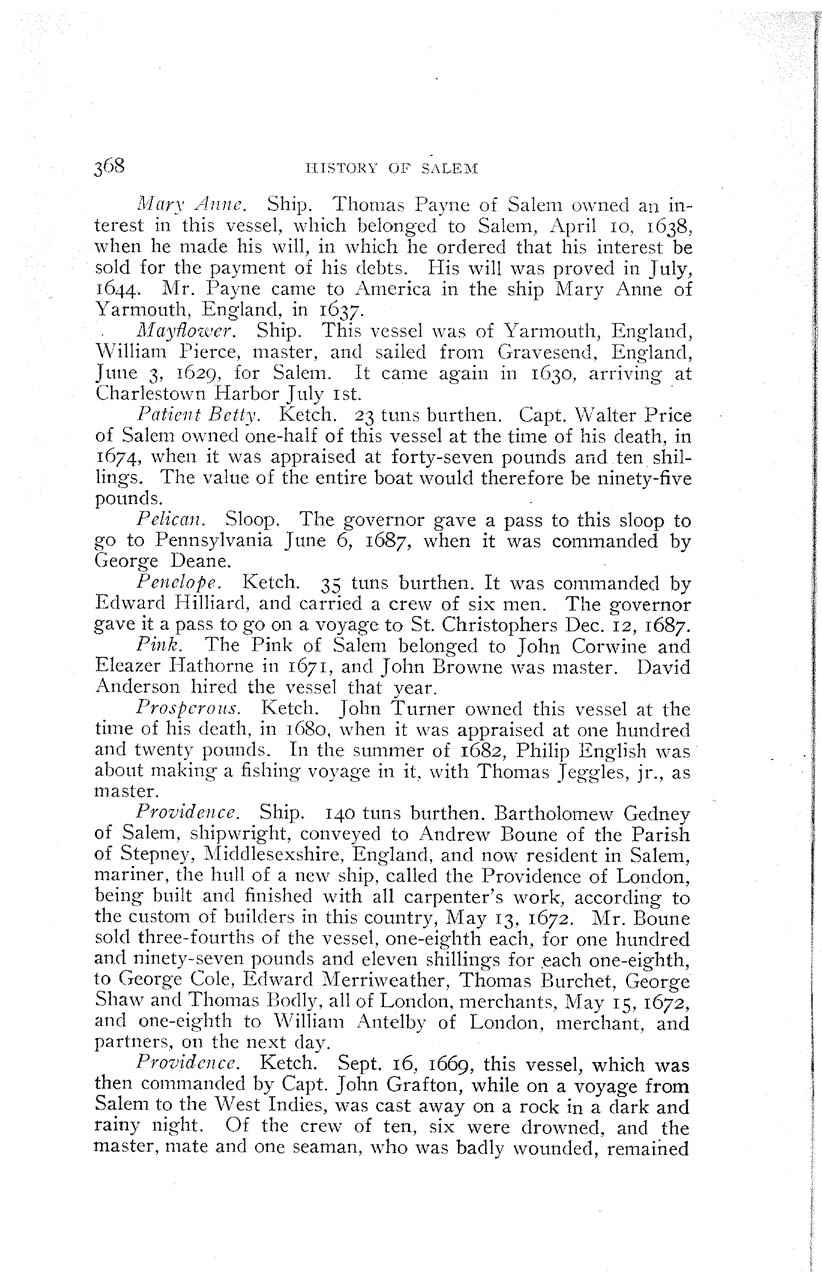 368 HISTORY OF SALEM
Mary Anne. Ship. Thomas Payne of Salem owned an in-
terest in this vessel, which belonged to Salem, April 10, 1638,
when he made his will, in which he ordered that his interest be
sold for the payment of his debts. His will was proved in July,
1644. Mr. Payne came to America in the ship Mary Anne of
Yarmouth, England, in 1637.
Mayflower. Ship. This vessel was of Yarmouth, England,
William Pierce, master, and sailed from Gravesend, England,
June 3, 1629, for Salem. It came again in 1630, arriving at
Charlestown Harbor July 1st.
Patient Betty. Ketch. 23 tuns burthen. Capt. Walter Price
of Salem owned one-half of this vessel at the time of his death, in
1674, when it was appraised at forty-seven pounds and ten shil-
lings. The value of the entire boat would therefore be ninety-five
pounds.
Pelican. Sloop. The governor gave a pass to this sloop to
go to Pennsylvania June 6, 1687, when it was commanded by
George Deane.
Penelope. Ketch. 35 tuns burthen. It was commanded by
Edward Hilliard, and carried a crew of six men. The governor
gave it a pass to go on a voyage to St. Christophers Dec. 12, 1687.
Pink. The Pink of Salem belonged to John Corwine and
Eleazer Hathorne in 1671, and John Browne was master. David
Anderson hired the vessel that year.
Prosperous. Ketch. John Turner owned this vessel at the
time of his death, in 1680, when it was appraised at one hundred
and twenty pounds. In the summer of 1682, Philip English was
about making a fishing voyage in it, with Thomas Jeggles, jr., as
master.
Providence. Ship. 140 tuns burthen. Bartholomew Gedney
of Salem, shipwright, conveyed to Andrew Boune of the Parish
of Stepney, Middlesexshire, England, and now resident in Salem,
mariner, the hull of a new ship, called the Providence of London,
being built and finished with all carpenter's work, according to
the custom of builders in this country, May 13, 1672. Mr. Boune
sold three-fourths of the vessel, one-eighth each, for one hundred
and ninety-seven pounds and eleven shillings for each one-eighth,
to George Cole, Edward Merriweather, Thomas Burchet, George
Shaw and Thomas Bodly, all of London, merchants, May 15, 1672,
and one-eighth to William Antelby of London, merchant, and
partners, on the next day.
Providence. Ketch. Sept. 16, 1669, this vessel, which was
then commanded by Capt. John Grafton, while on a voyage from
Salem to the West Indies, was cast away on a rock in a dark and
rainy night. Of the crew of ten, six were drowned, and the
master, mate and one seaman, who was badly wounded, remained